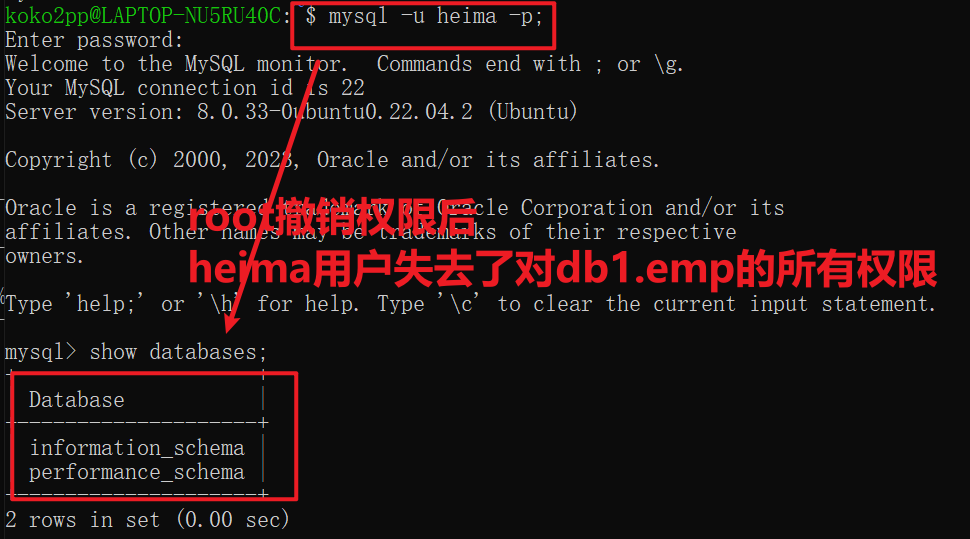 koko2pp@LAPTOP-NU5RU40C:~$ mysql -u heima -p;
Enter password:
Welcome to the MySQL monitor.  Commands end with ; or \g.
Your MySQL connection id is 22
Server version: 8.0.33-0ubuntu0.22.04.2 (Ubuntu)
Copyright (c) 2000, 2023, Oracle and/or its affiliates.
Oracle is a registered trademark of Oracle Corporation and/or its
root撤销权限后
affiliates. Other names may be trademarks of their respective
owners.
heima用户失去了对db1.emp的所有权限
Type 'help;' or '\h' for help. Type '\c' to clear the current input statement.
mysql> show databases;
Database
information_schema
performance_schema
2 rows in set (0.00 sec)